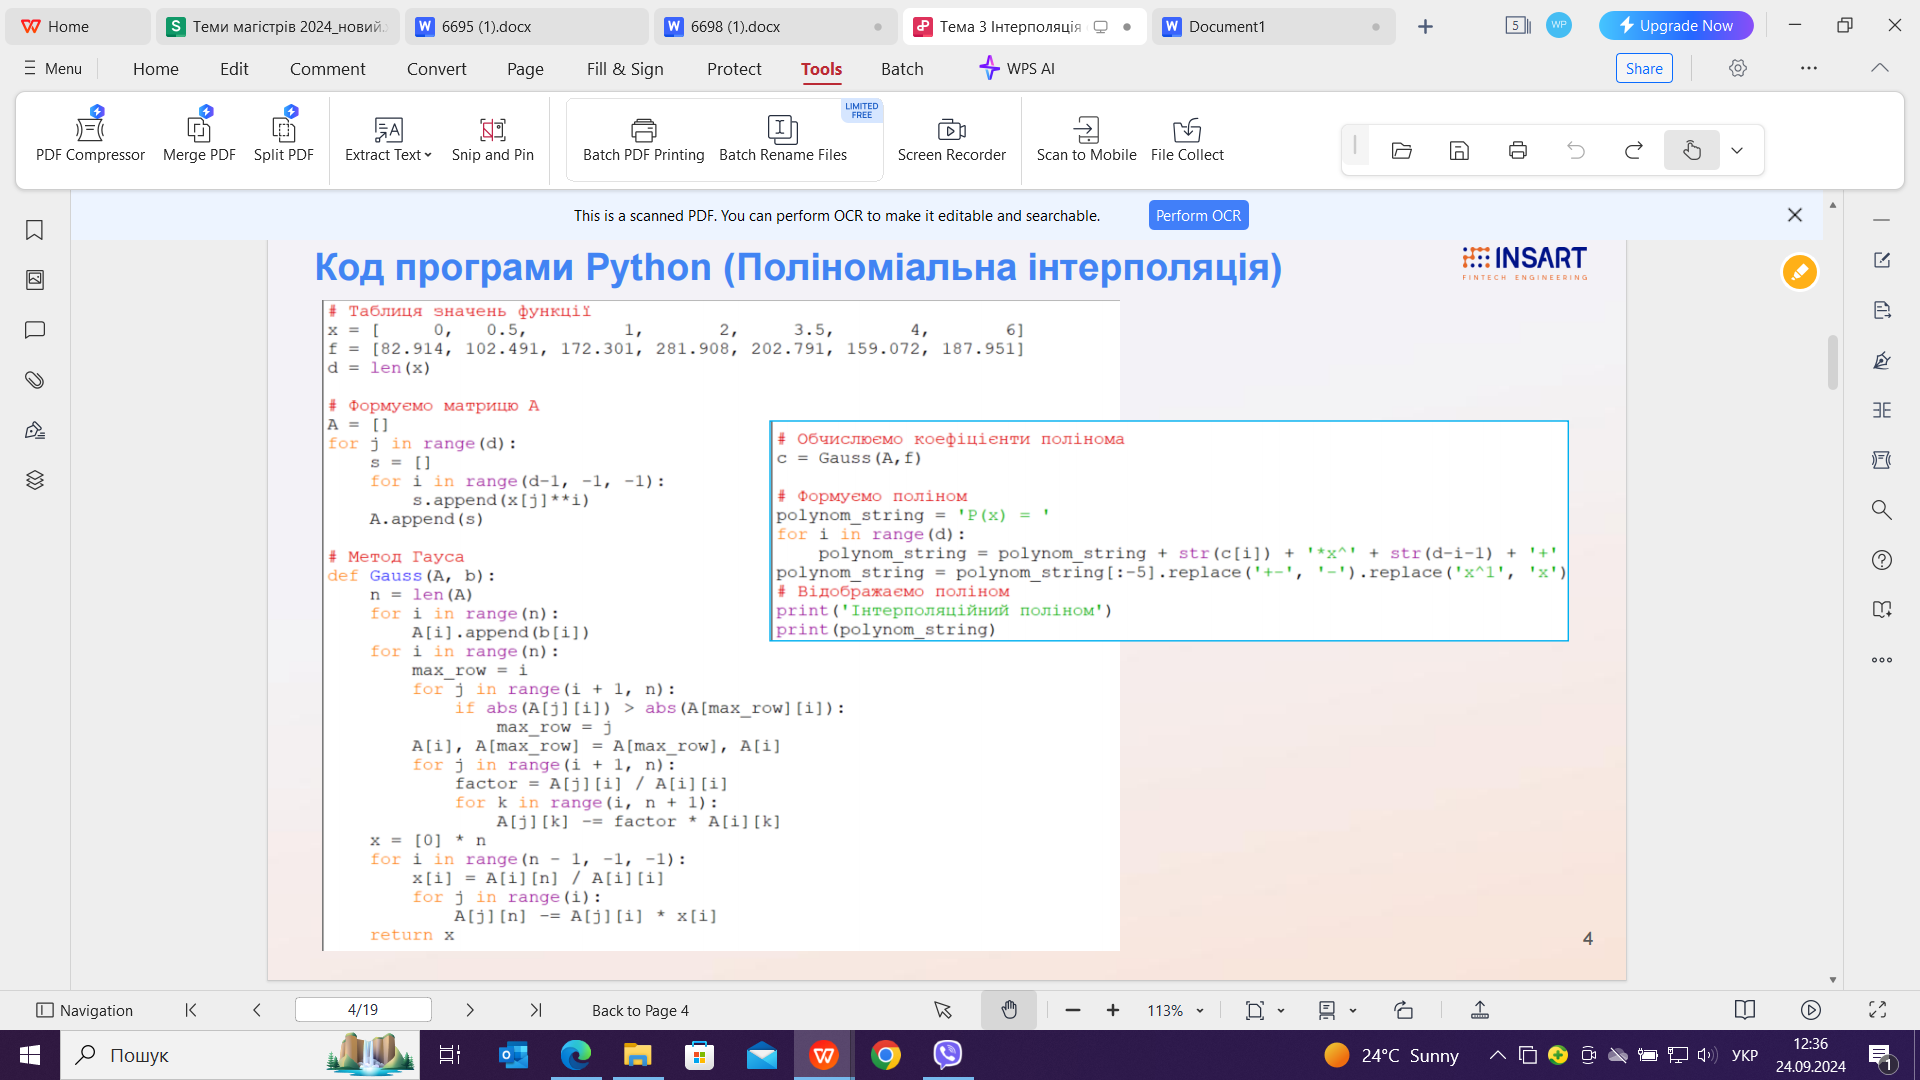 Home
Теми магістрів 2024_новий.
6695 (1).docx
6698 (1).docx
Тема 3 Інтерполяція
Document1
5
WP
Upgrade Now
Menu
Home
Edit
Comment
Convert
Page
Fill & Sign
Protect
Tools
Batch
WPS AI
Share
PDF Compressor
Merge PDF
Split PDF
Extract Text
Snip and Pin
Batch PDF Printing
Batch Rename Files
LIMITED
FREE
Screen Recorder
Scan to Mobile
File Collect
This is a scanned PDF. You can perform OCR to make it editable and searchable.
Perform OCR
Код програми Python (Поліноміальна інтерполяція)
INSART
FINTECH ENGINEERING
# Таблиця значень функції
x = [ 0, 0.5, 1, 2, 3.5, 4, 6]
f = [82.914, 102.491, 172.301, 281.908, 202.791, 159.072, 187.951]
d = len(x)
# Формуємо матрицю А
A = []
for j in range(d):
    s = []
    for i in range(d-1, -1, -1):
        s.append(x[j]**i)
    A.append(s)
# Метод Гауса
def Gauss(A, b):
    n = len(A)
    for i in range(n):
        A[i].append(b[i])
    for i in range(n):
        max_row = i
        for j in range(i + 1, n):
            if abs(A[j][i]) > abs(A[max_row][i]):
                max_row = j
        A[i], A[max_row] = A[max_row], A[i]
        for j in range(i + 1, n):
            factor = A[j][i] / A[i][i]
            for k in range(i, n + 1):
                A[j][k] -= factor * A[i][k]
    x = [0] * n
    for i in range(n - 1, -1, -1):
        x[i] = A[i][n] / A[i][i]
        for j in range(i):
            A[j][n] -= A[j][i] * x[i]
    return x
# Обчислюємо коефіцієнти полінома
c = Gauss(A,f)
# Формуємо поліном
polynom_string = 'P(x) = '
for i in range(d):
    polynom_string = polynom_string + str(c[i]) + '*x^' + str(d-i-1) + '+'
polynom_string = polynom_string[:-5].replace('+-', '-').replace('x^1', 'x')
# Відображаємо поліном
print('Інтерполяційний поліном')
print(polynom_string)
4
Navigation
4/19
Back to Page 4
113%
Пошук
24°C Sunny
УКР
12:36
24.09.2024
1